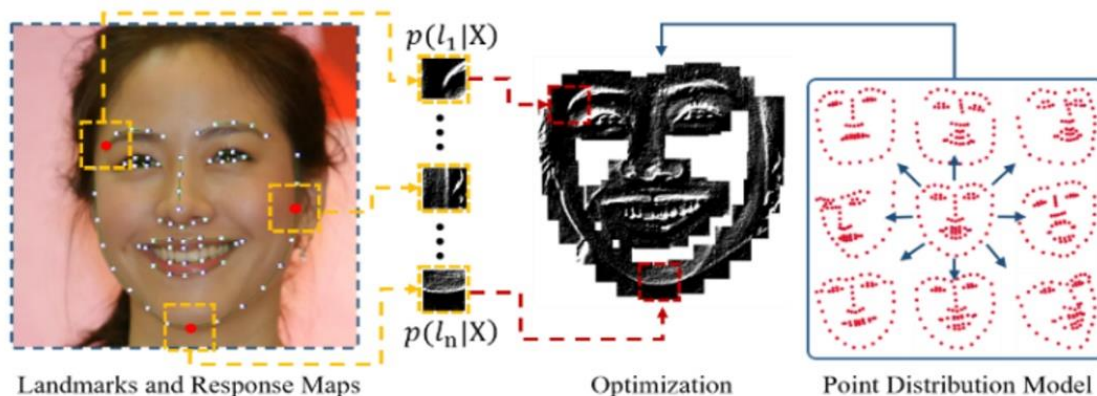 p(l₁|X)
p(lₙ|X)
Landmarks and Response Maps
Optimization
Point Distribution Model